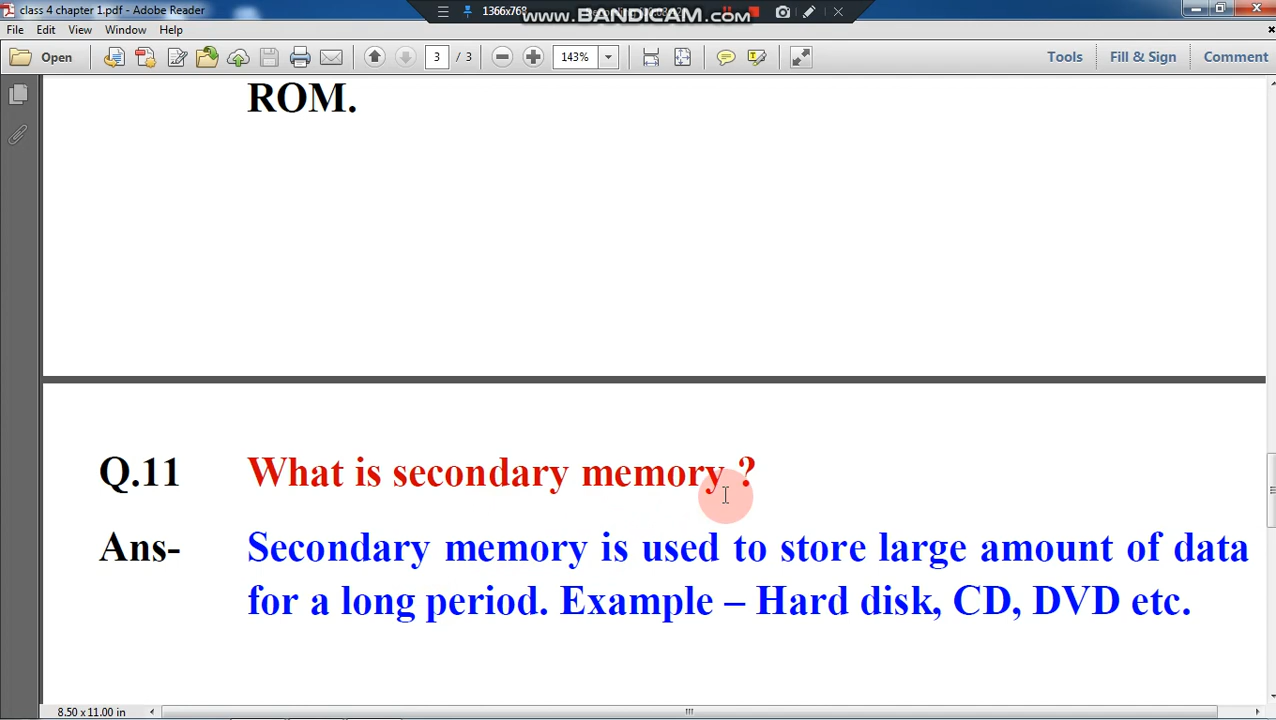 class 4 chapter 1.pdf - Adobe Reader
1366x768
www.BANDICAM.com
File Edit View Window Help
Open 3 / 3 143% Tools Fill & Sign Comment
ROM.
Q.11 What is secondary memory ?
Ans- Secondary memory is used to store large amount of data
for a long period. Example – Hard disk, CD, DVD etc.
8.50 x 11.00 in